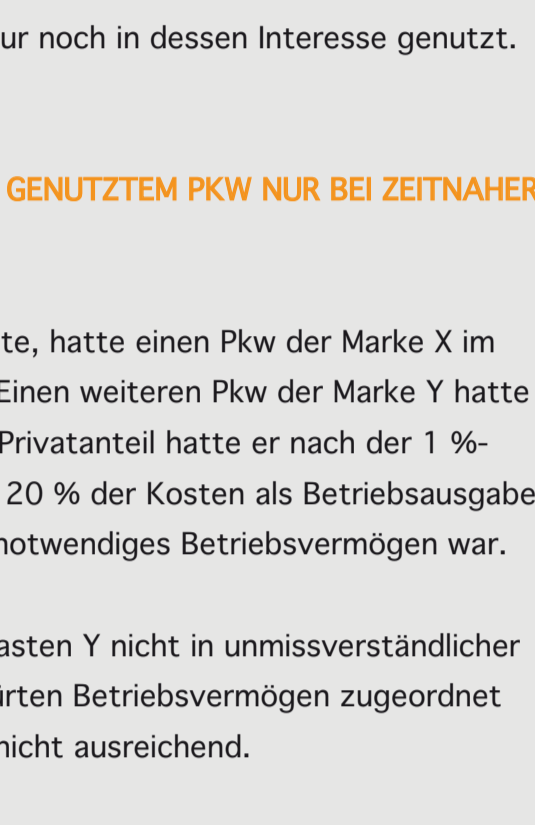 ur noch in dessen Interesse genutzt.
GENUTZTEM PKW NUR BEI ZEITNAHER
te, hatte einen Pkw der Marke X im
Einen weiteren Pkw der Marke Y hatte
Privatanteil hatte er nach der 1 %-
20 % der Kosten als Betriebsausgabe
notwendiges Betriebsvermögen war.
asten Y nicht in unmissverständlicher
ürten Betriebsvermögen zugeordnet
nicht ausreichend.